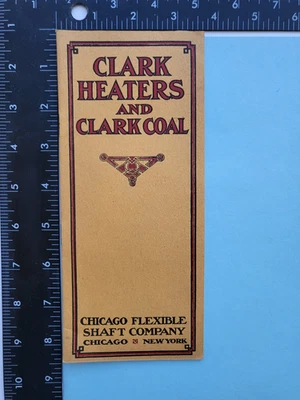 CLARK
HEATERS
AND
CLARK COAL
CHICAGO FLEXIBLE
SHAFT COMPANY
CHICAGO & NEW YORK